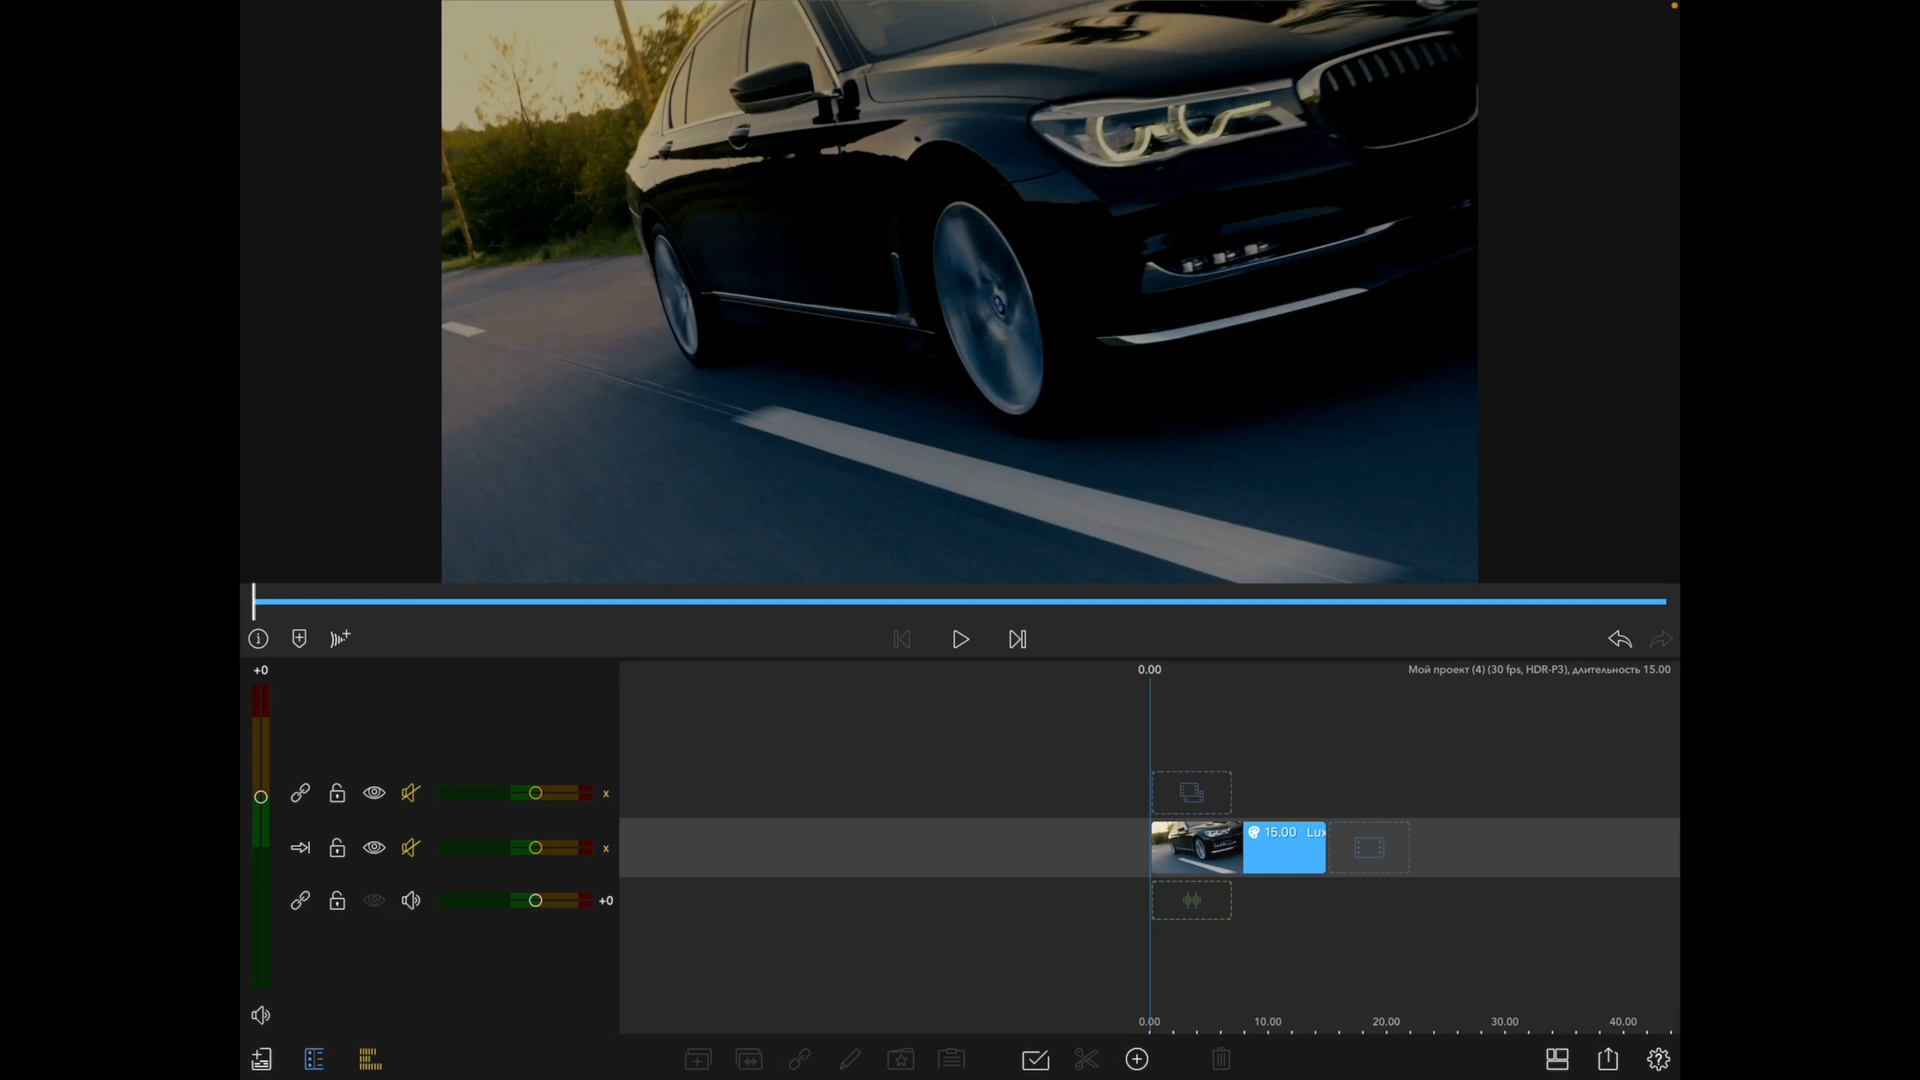 +0
0.00
Мой проект (4) (30 fps, HDR-P3), длительность 15.00
x
15.00 Lux
x
+0
0.00 10.00 20.00 30.00 40.00